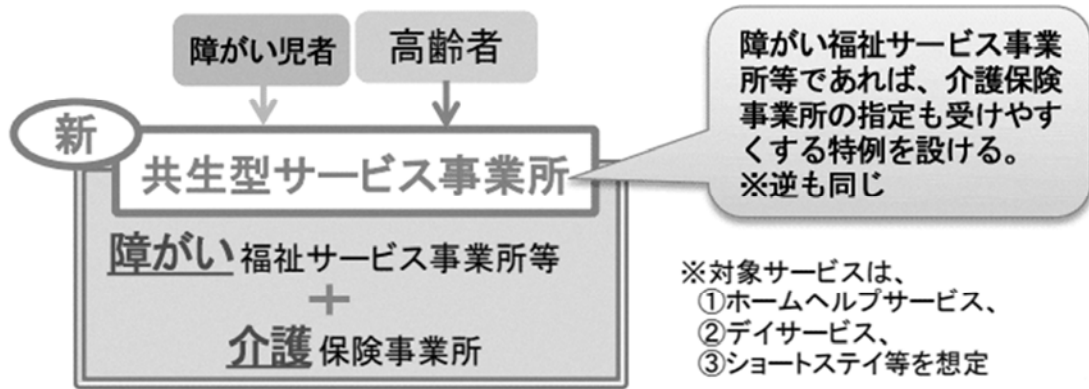 障がい児者
高齢者
新
共生型サービス事業所
障がい福祉サービス事業所等
+
介護保険事業所
障がい福祉サービス事業
所等であれば、介護保険
事業所の指定も受けやす
くする特例を設ける。
※逆も同じ
※対象サービスは、
①ホームヘルプサービス、
②デイサービス、
③ショートステイ等を想定